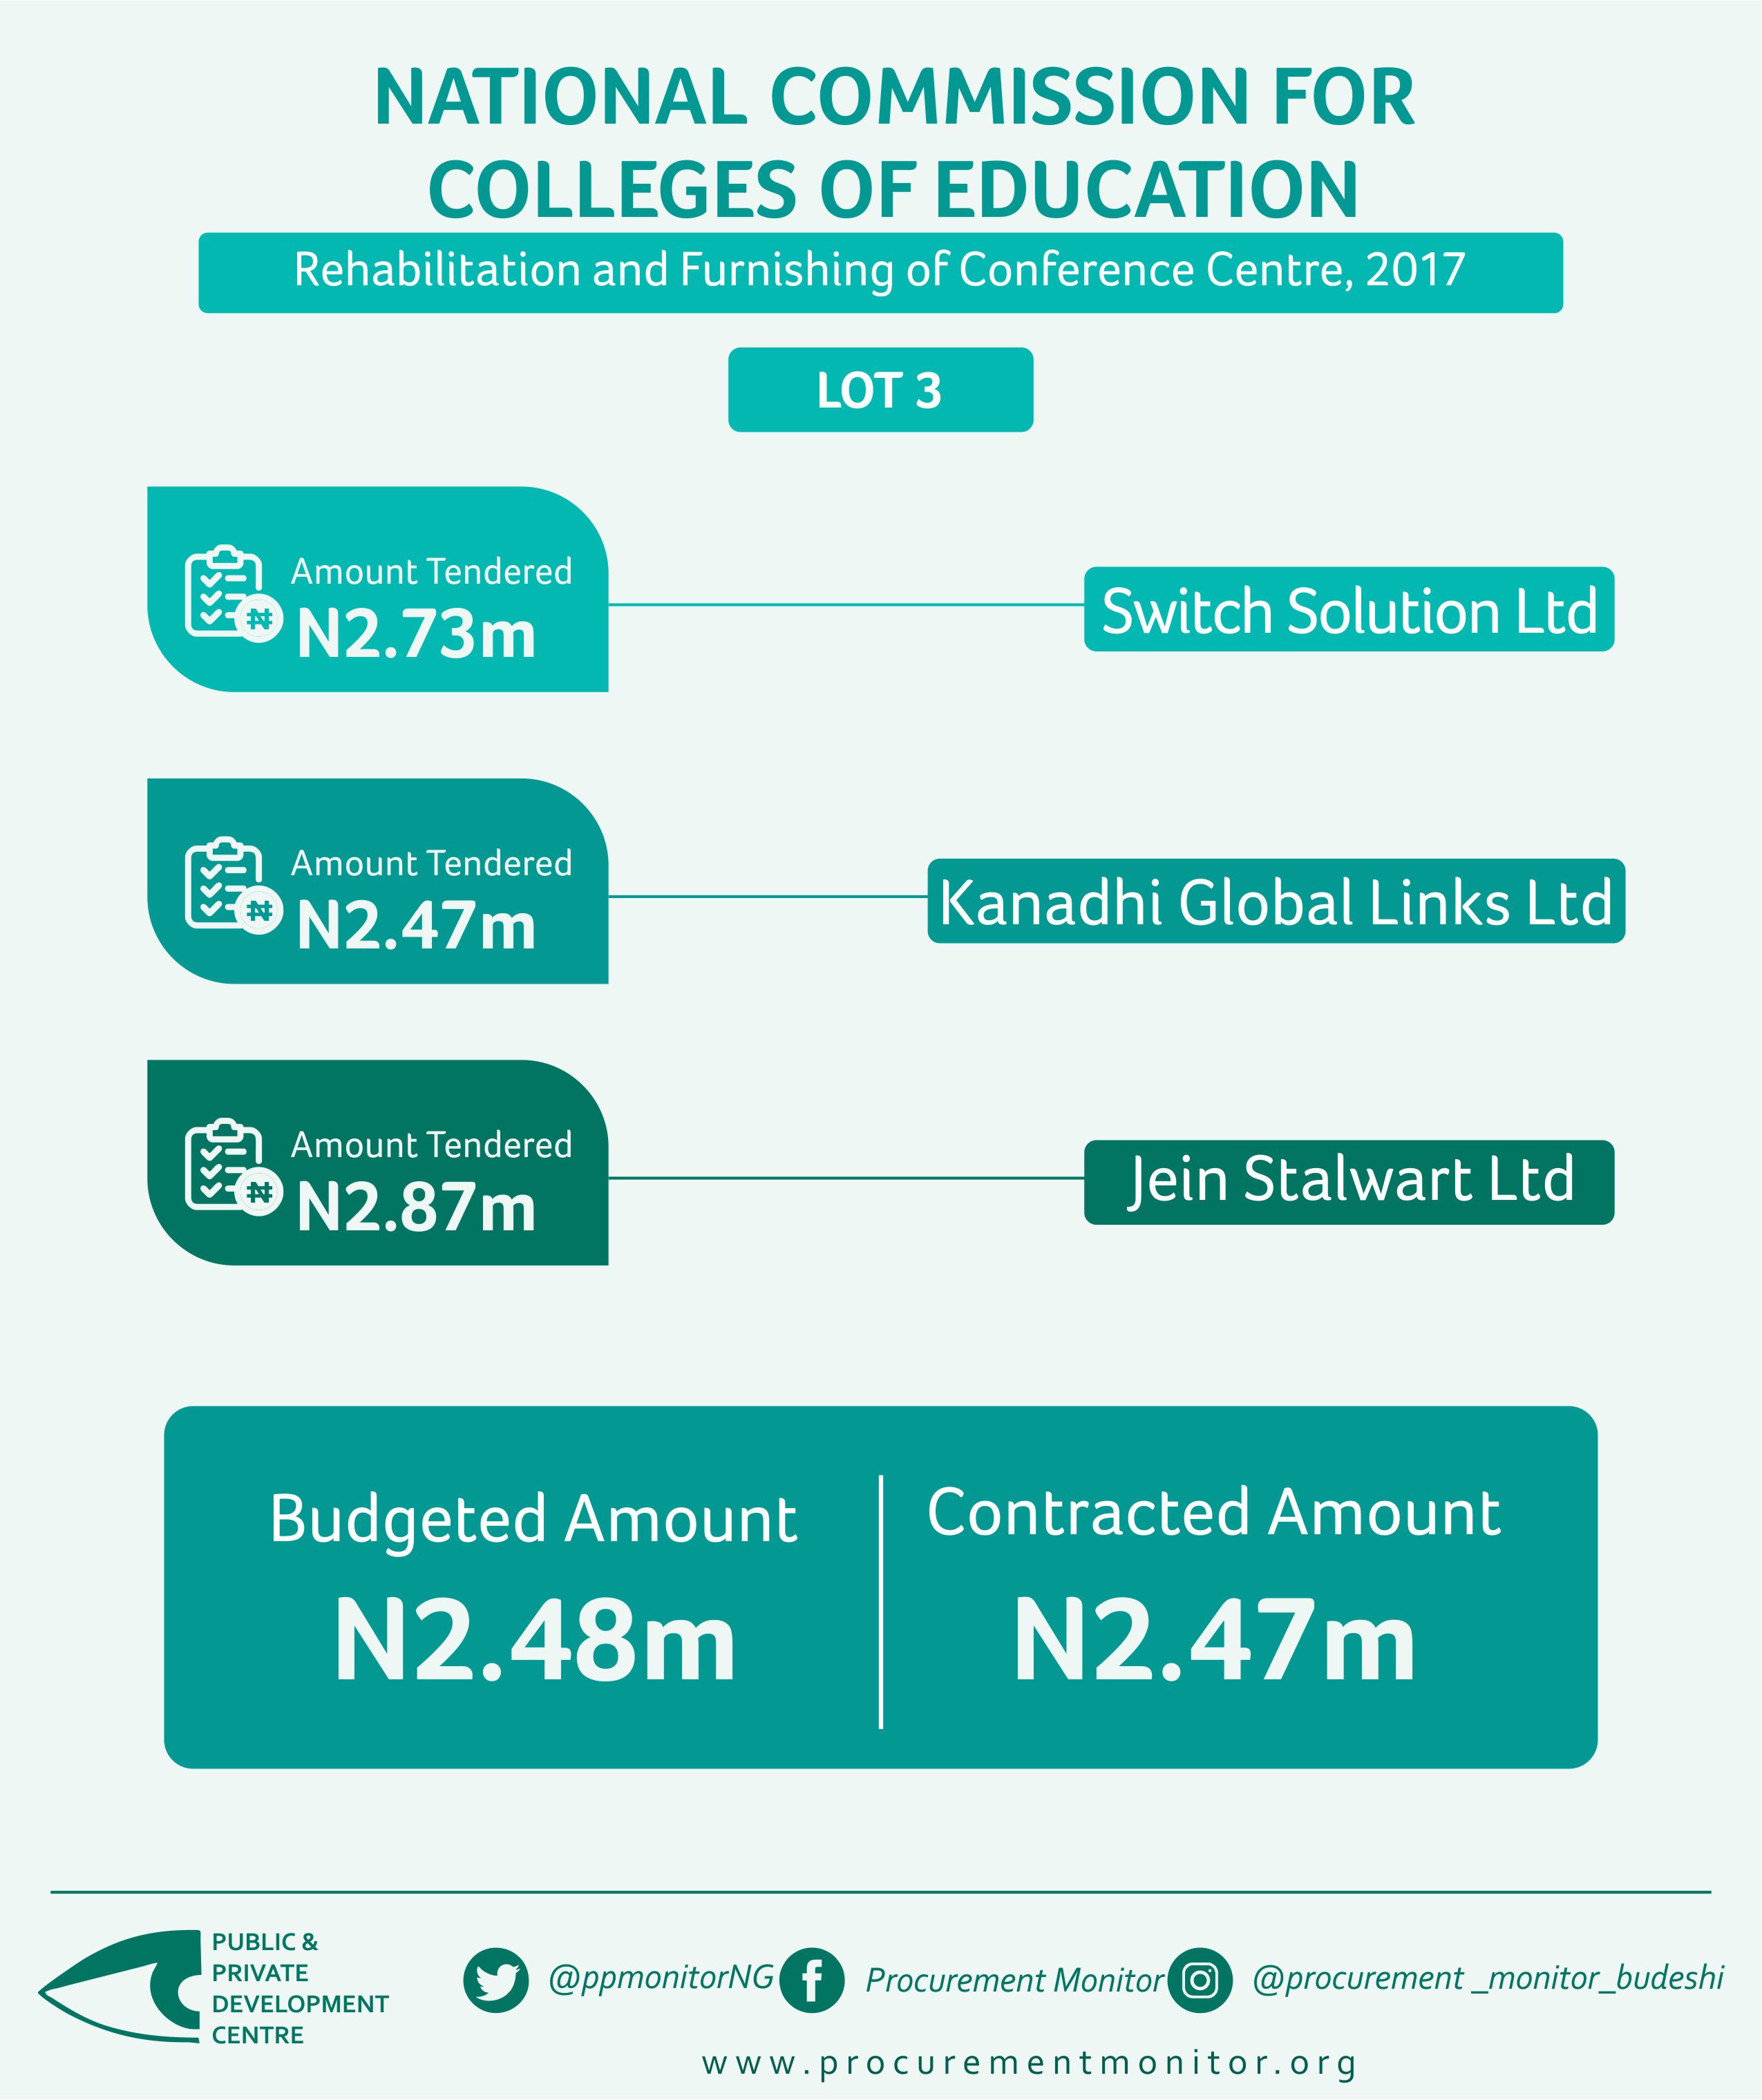 NATIONAL COMMISSION FOR
COLLEGES OF EDUCATION
Rehabilitation and Furnishing of Conference Centre, 2017
LOT 3
Amount Tendered
N2.73m
Switch Solution Ltd
Amount Tendered
N2.47m
Kanadhi Global Links Ltd
Amount Tendered
N2.87m
Jein Stalwart Ltd
Budgeted Amount
N2.48m
Contracted Amount
N2.47m
PUBLIC &
PRIVATE
DEVELOPMENT
CENTRE
@ppmonitorNG
Procurement Monitor
@procurement _monitor_budeshi
www.procurementmonitor.org